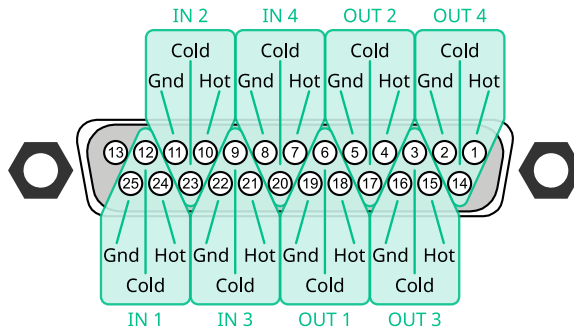 IN 2 IN 4 OUT 2 OUT 4
Cold Cold Cold Cold
Gnd Hot Gnd Hot Gnd Hot Gnd Hot
13 12 11 10 9 8 7 6 5 4 3 2 1
25 24 23 22 21 20 19 18 17 16 15 14
Gnd Hot Gnd Hot Gnd Hot Gnd Hot
Cold Cold Cold Cold
IN 1 IN 3 OUT 1 OUT 3